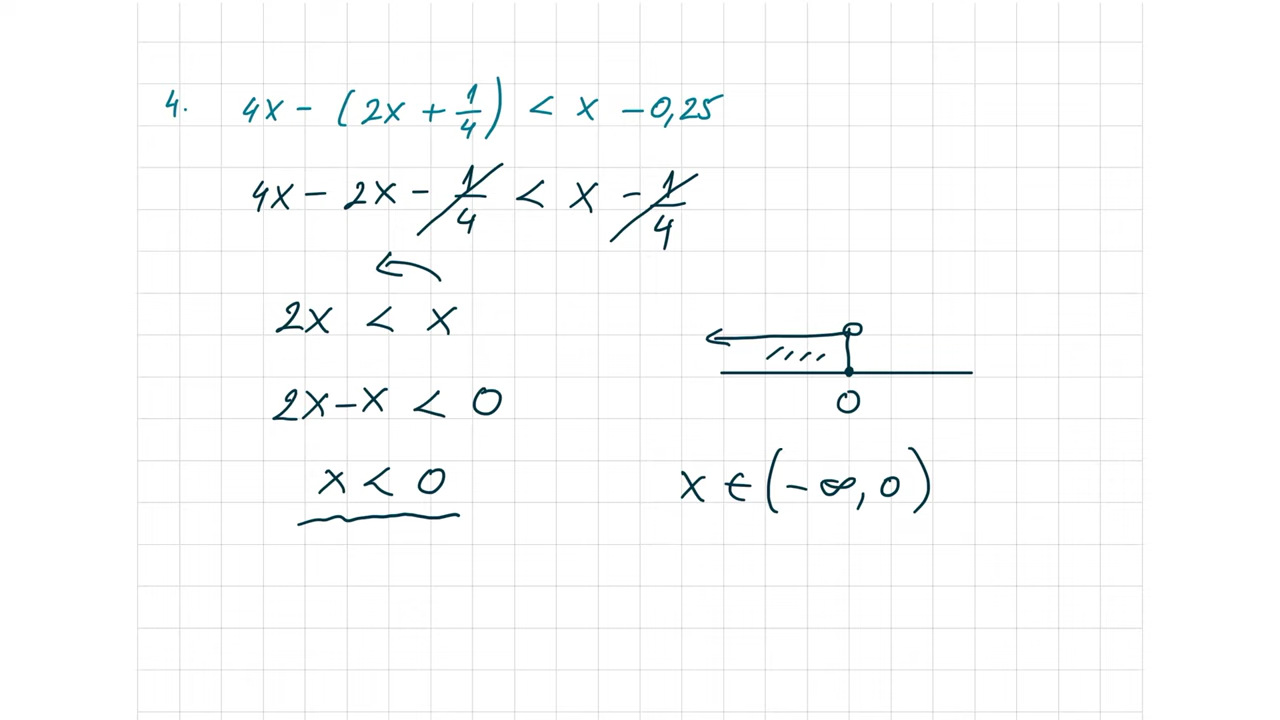 4. 4x - (2x + 1/4) < x - 0,25
4x - 2x - 1/4 < x - 1/4
2x < x
2x - x < 0
x < 0
0
x ∈ (-∞, 0)